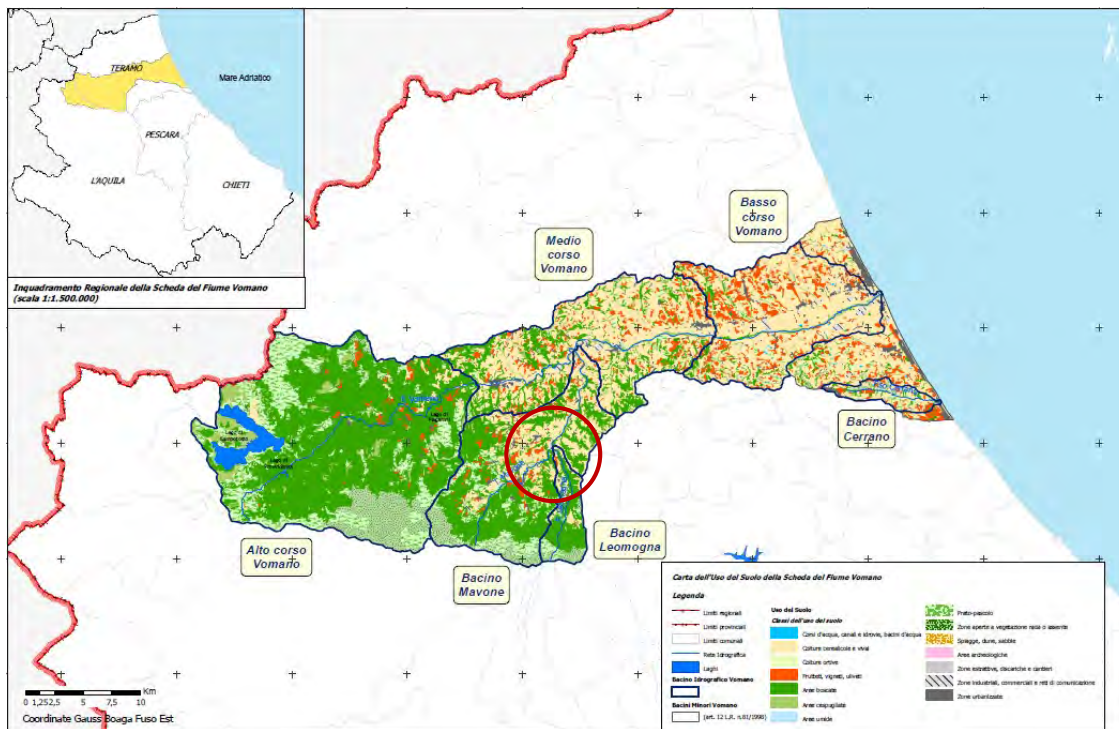 TERAMO
Mare Adriatico
PESCARA
L'AQUILA
CHIETI
Inquadramento Regionale della Scheda del Fiume Vomano
(scala 1:1.500.000)
Basso
corso
Vomano
Medio
corso
Vomano
Bacino
Cerrano
Bacino
Leomogna
Alto corso
Vomano
Bacino
Mavone
Km
0 1,252,5 5 7,5 10
Coordinate Gauss Boaga Fuso Est
Carta dell'Uso del Suolo della Scheda del Fiume Vomano
Legenda
Limiti regionali
Limiti provinciali
Limiti comunali
Rete Idrografica
Laghi
Bacino Idrografico Vomano
Bacini Minori Vomano
(art. 12 L.R. n.81/1998)
Uso del Suolo
Classi dell'uso del suolo
Corsi d'acqua, canali e idrovie, bacini d'acqua
Colture cerealicole e vivai
Colture ortive
Frutteti, vigneti, uliveti
Aree boscate
Aree cespugliate
Aree umide
Prato-pascolo
Zone aperte a vegetazione rada o assente
Spiagge, dune, sabbie
Aree archeologiche
Zone estrattive, discariche e cantieri
Zone industriali, commerciali e reti di comunicazione
Zone urbanizzate